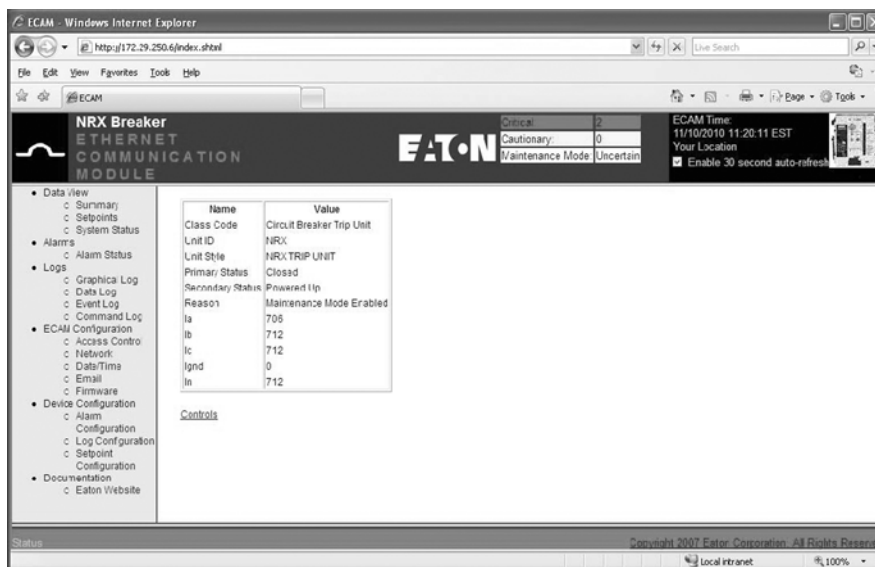 ECAM - Windows Internet Explorer
http://172.29.250.6/index.shtml
Live Search
File Edit View Favorites Tools Help
ECAM
Page Tools
NRX Breaker
ETHERNET
COMMUNICATION
MODULE
EATON
Critical: 2
Cautionary: 0
Maintenance Mode: Uncertain
ECAM Time:
11/10/2010 11:20:11 EST
Your Location
Enable 30 second auto-refresh
Data View
Summary
Setpoints
System Status
Alarms
Alarm Status
Logs
Graphical Log
Data Log
Event Log
Command Log
ECAM Configuration
Access Control
Network
Date/Time
Email
Firmware
Device Configuration
Alarm
Configuration
Log Configuration
Setpoint
Configuration
Documentation
Eaton Website
Name Value
Class Code Circuit Breaker Trip Unit
Unit ID NRX
Unit Style NRX TRIP UNIT
Primary Status Closed
Secondary Status Powered Up
Reason Maintenance Mode Enabled
Ia 706
Ib 712
Ic 712
Ignd 0
In 712
Controls
Status
Copyright 2007 Eaton Corporation. All Rights Reserve
Local intranet 100%